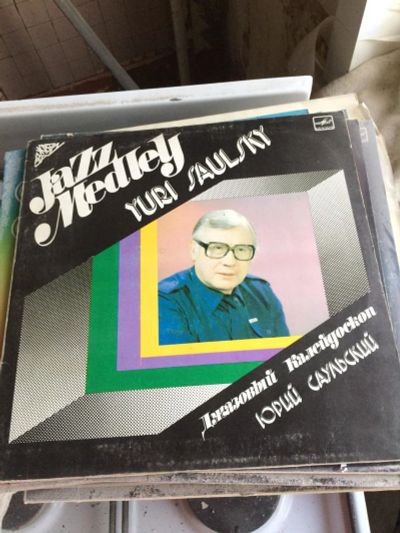 Jazz
Medley
YURI SAULSKY
Джазовый Калейдоскоп
ЮРИЙ САУЛЬСКИЙ